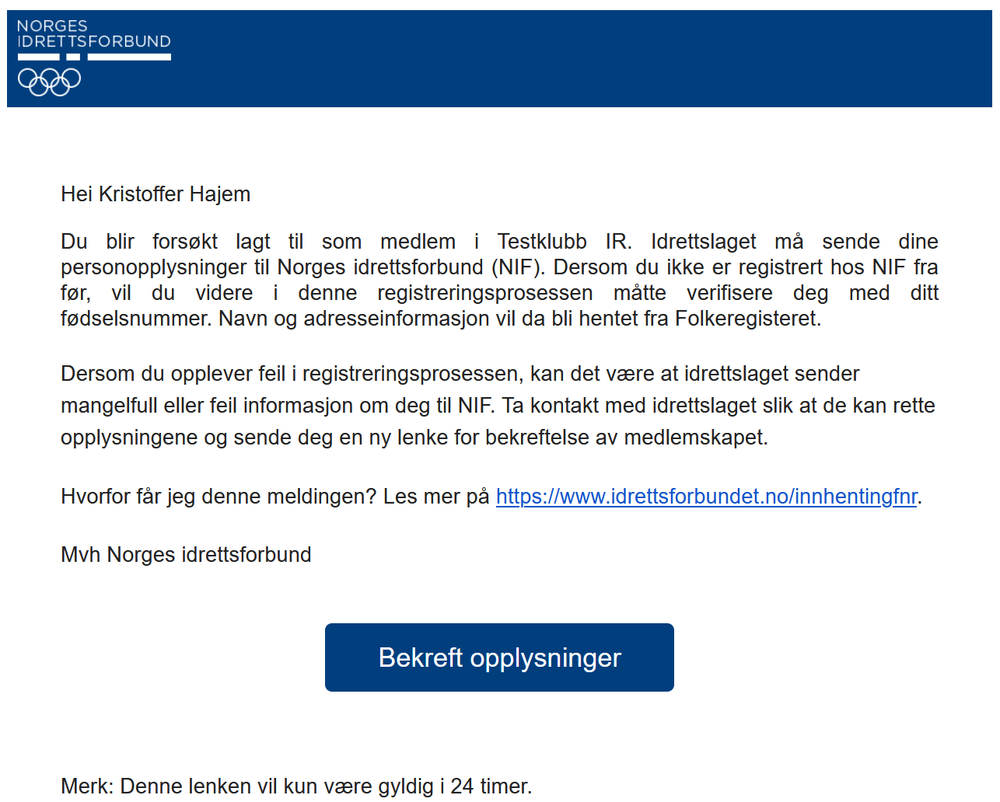 NORGES
IDRETTSFORBUND
Hei Kristoffer Hajem
Du blir forsøkt lagt til som medlem i Testklubb IR. Idrettslaget må sende dine
personopplysninger til Norges idrettsforbund (NIF). Dersom du ikke er registrert hos NIF fra
før, vil du videre i denne registreringsprosessen måtte verifisere deg med ditt
fødselsnummer. Navn og adresseinformasjon vil da bli hentet fra Folkeregisteret.
Dersom du opplever feil i registreringsprosessen, kan det være at idrettslaget sender
mangelfull eller feil informasjon om deg til NIF. Ta kontakt med idrettslaget slik at de kan rette
opplysningene og sende deg en ny lenke for bekreftelse av medlemskapet.
Hvorfor får jeg denne meldingen? Les mer på https://www.idrettsforbundet.no/innhentingfnr.
Mvh Norges idrettsforbund
Bekreft opplysninger
Merk: Denne lenken vil kun være gyldig i 24 timer.